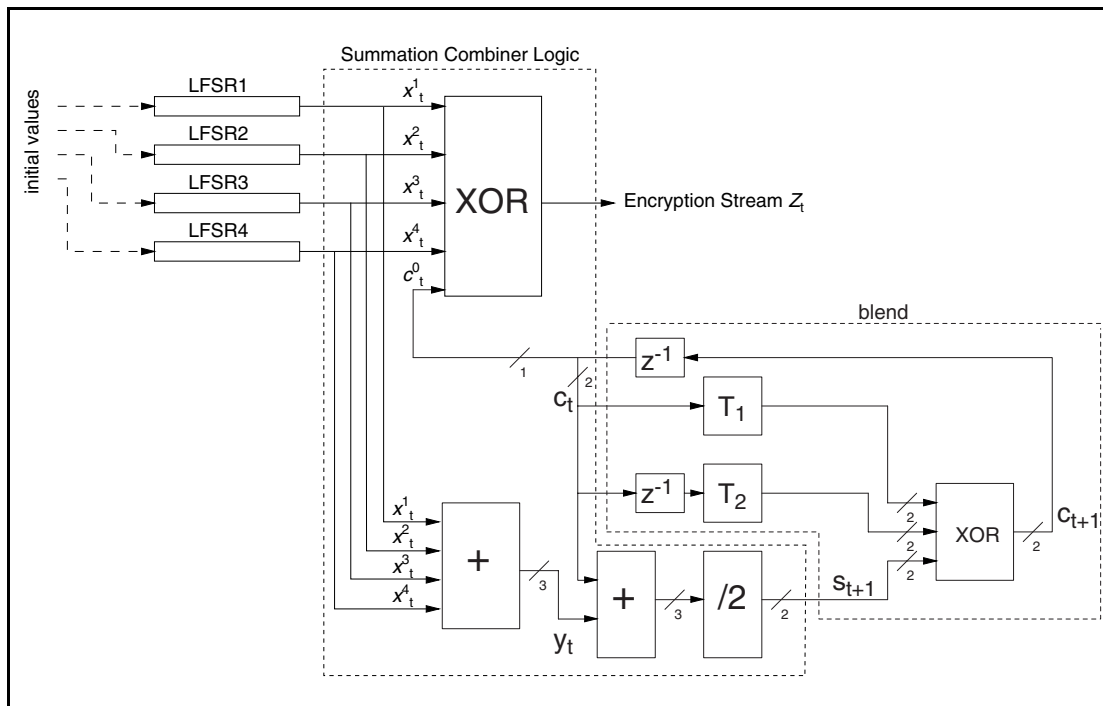 Summation Combiner Logic
initial values
LFSR1
LFSR2
LFSR3
LFSR4
x¹ₜ
x²ₜ
x³ₜ
x⁴ₜ
c⁰ₜ
XOR
Encryption Stream Zₜ
blend
1
2
cₜ
z⁻¹
T₁
z⁻¹
T₂
2
2
2
XOR
2
cₜ₊₁
x¹ₜ
x²ₜ
x³ₜ
x⁴ₜ
+
3
yₜ
+
3
/2
2
sₜ₊₁